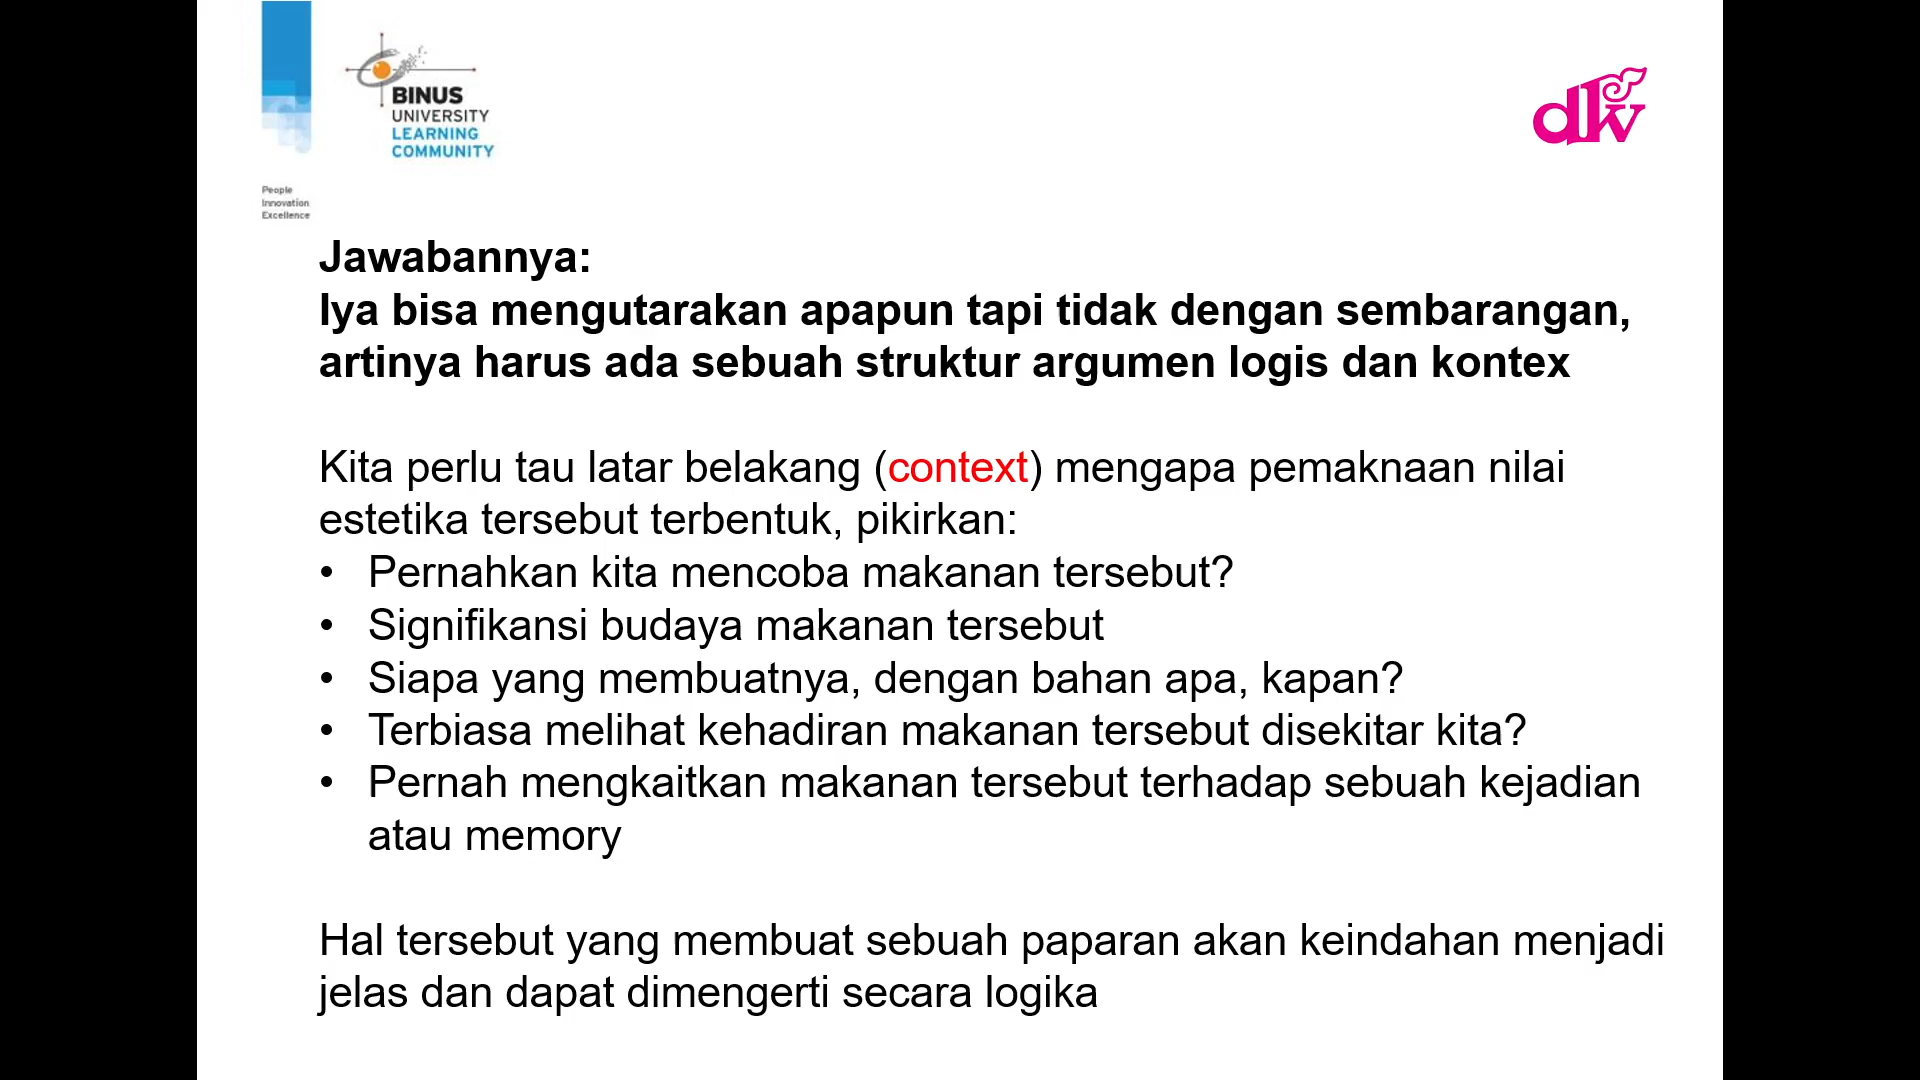 BINUS
UNIVERSITY
LEARNING
COMMUNITY
dkv
People
Innovation
Excellence
Jawabannya:
Iya bisa mengutarakan apapun tapi tidak dengan sembarangan,
artinya harus ada sebuah struktur argumen logis dan kontex
Kita perlu tau latar belakang (context) mengapa pemaknaan nilai
estetika tersebut terbentuk, pikirkan:
• Pernahkan kita mencoba makanan tersebut?
• Signifikansi budaya makanan tersebut
• Siapa yang membuatnya, dengan bahan apa, kapan?
• Terbiasa melihat kehadiran makanan tersebut disekitar kita?
• Pernah mengkaitkan makanan tersebut terhadap sebuah kejadian
atau memory
Hal tersebut yang membuat sebuah paparan akan keindahan menjadi
jelas dan dapat dimengerti secara logika